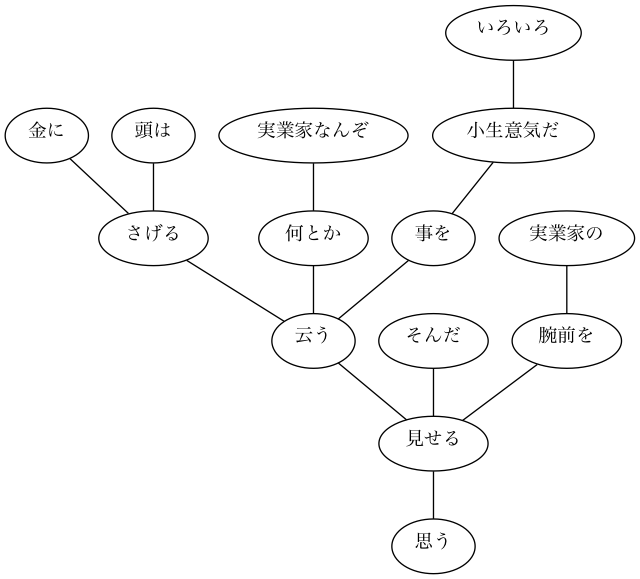 いろいろ
金に
頭は
実業家なんぞ
小生意気だ
さげる
何とか
事を
実業家の
云う
そんだ
腕前を
見せる
思う